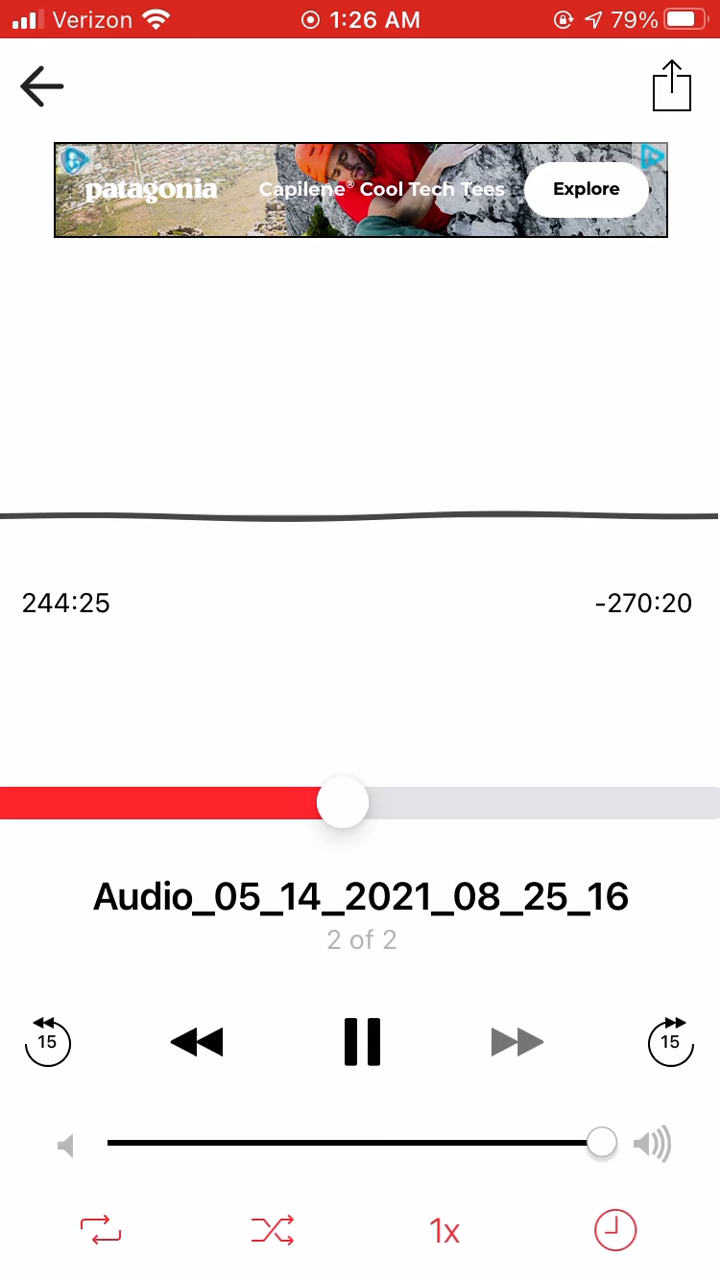 Verizon 1:26 AM 79%
patagonia Capilene® Cool Tech Tees Explore
244:25 -270:20
Audio_05_14_2021_08_25_16
2 of 2
15 15
1x